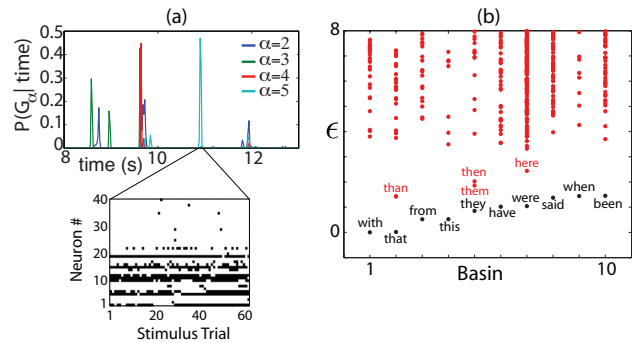 (a)
P(Gα| time)
0.5
0.4
0.3
0.2
0.1
0
α=2
α=3
α=4
α=5
8
10
12
time (s)
Neuron #
40
30
20
10
1
1
20
40
60
Stimulus Trial
(b)
ϵ
8
0
than
then
them
here
with
that
from
this
they
have
were
said
when
been
1
10
Basin